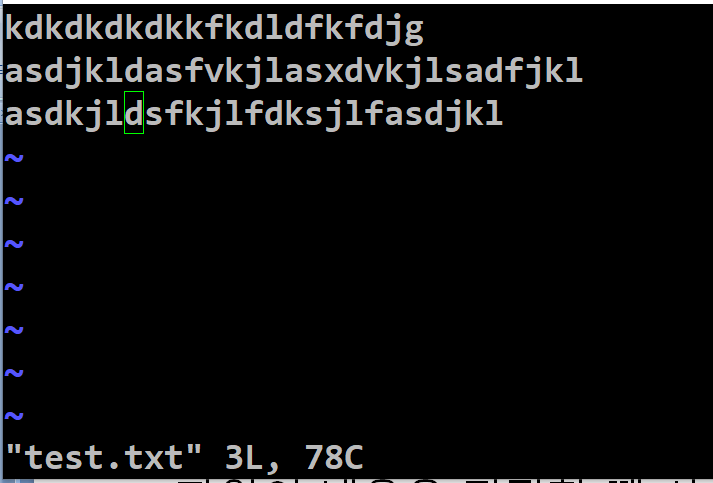 kdkdkdkdkkfkdldfkfdjg
asdjkldasfvkjlasxdvkjlsadfjkl
asdkjldsfkjlfdksjlfasdjkl
~
~
~
~
~
~
~
"test.txt" 3L, 78C